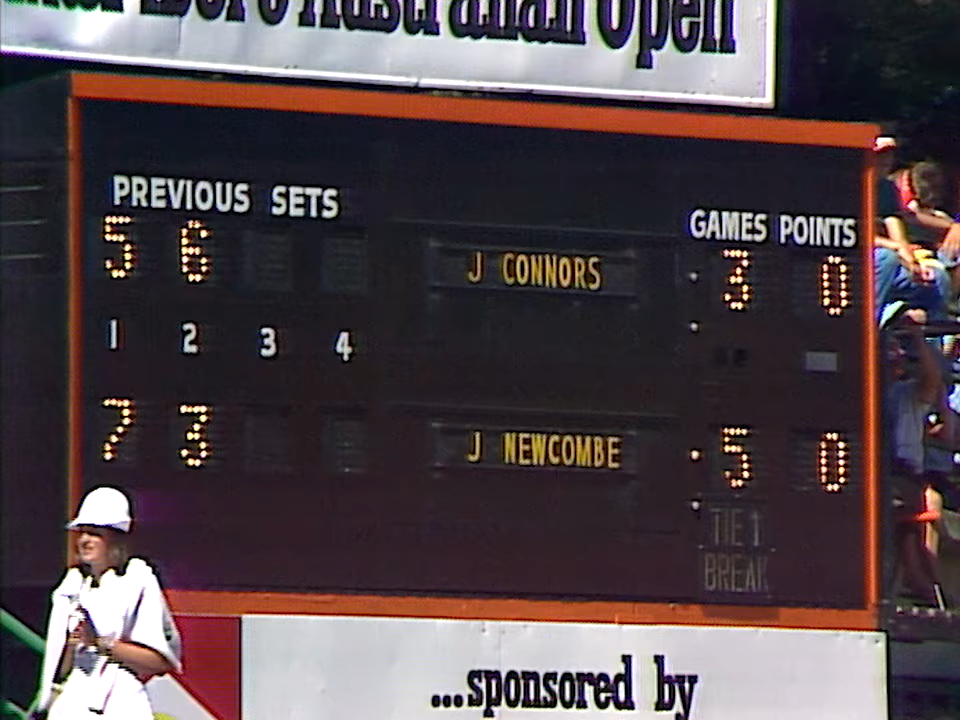 Australian Open
PREVIOUS SETS
GAMES POINTS
5 6 J CONNORS 3 0
1 2 3 4
7 3 J NEWCOMBE 5 0
TIE
BREAK
...sponsored by